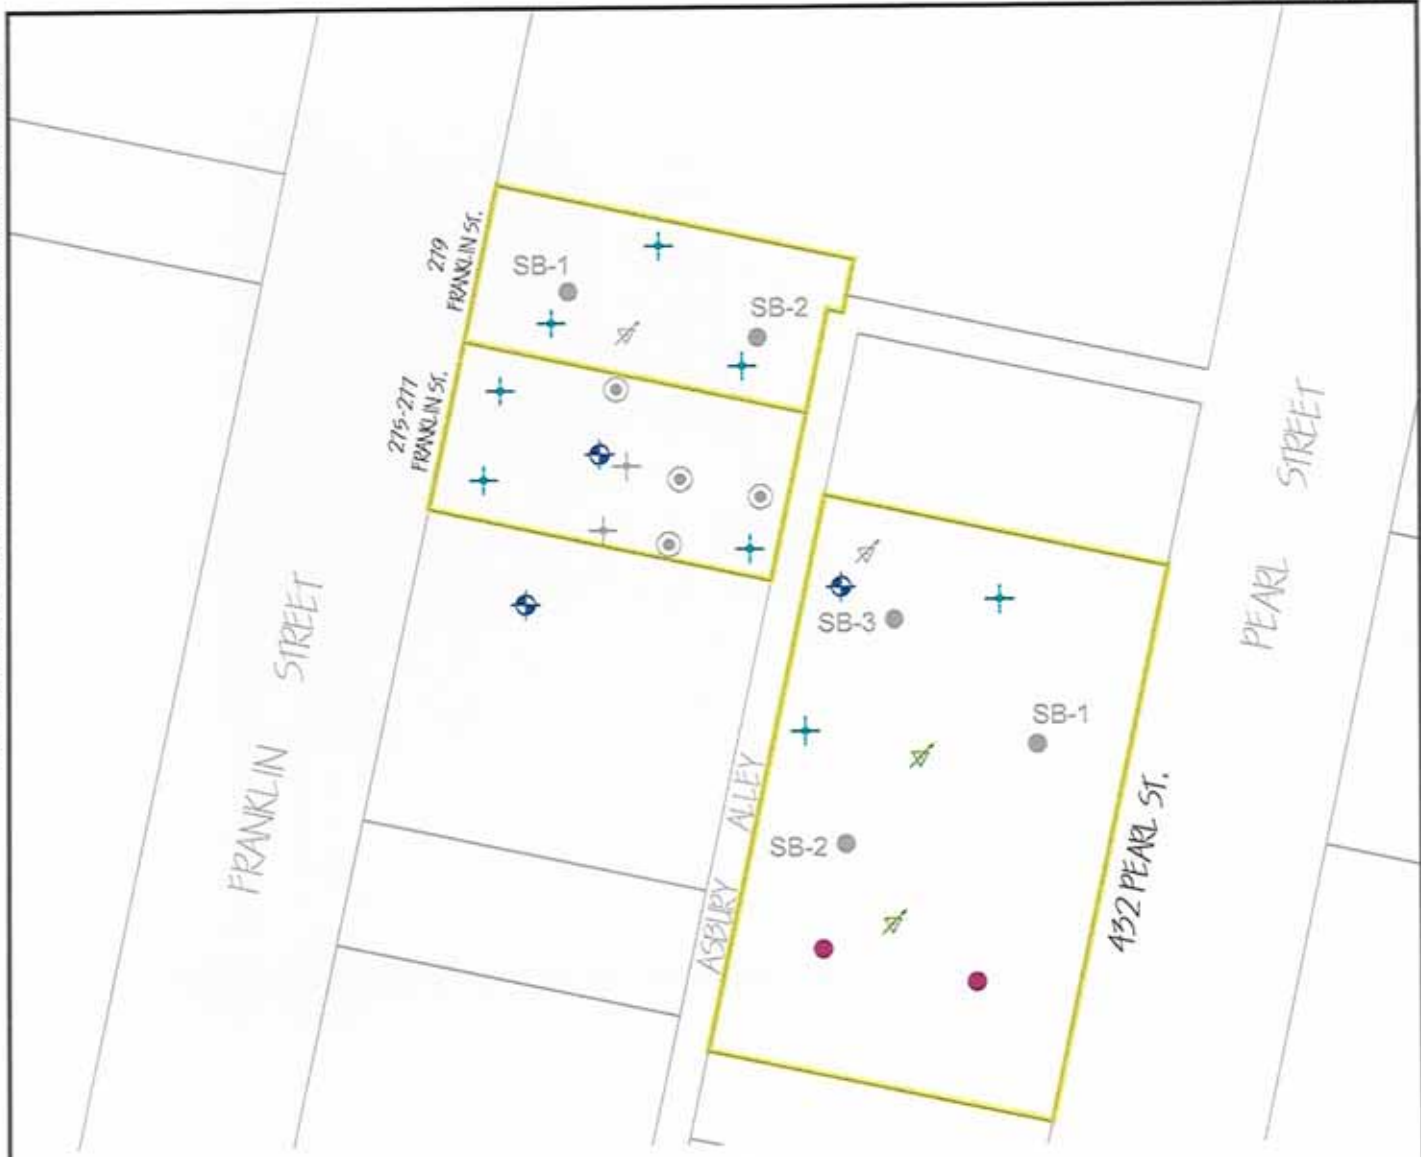 279
FRANKLIN ST.
SB-1
SB-2
275-277
FRANKLIN ST.
STREET
PEARL
SB-3
SB-1
STREET
FRANKLIN
ALLEY
ASBURY
SB-2
432 PEARL ST.